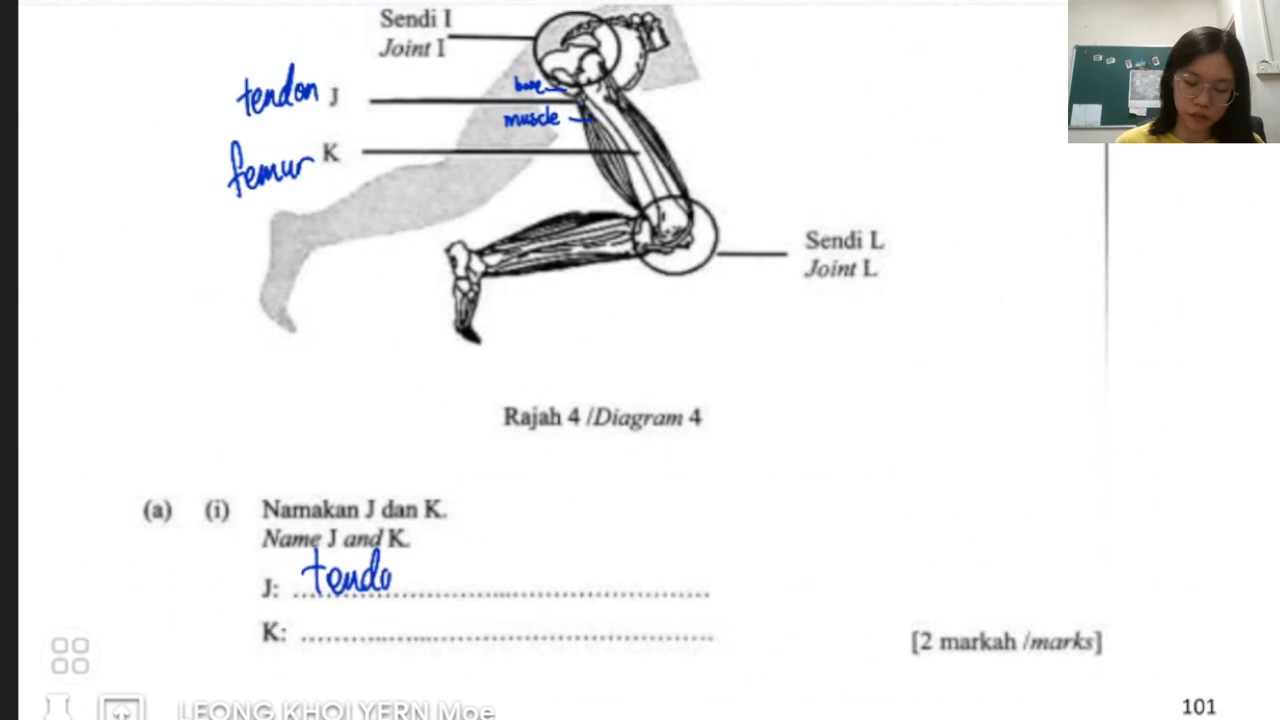 Sendi I
Joint I
tendon J
bone
muscle
femur K
Sendi L
Joint L
Rajah 4 /Diagram 4
(a) (i) Namakan J dan K.
Name J and K.
J: tendo
K:
[2 markah /marks]
101
LEONG KHOI YERN Moe